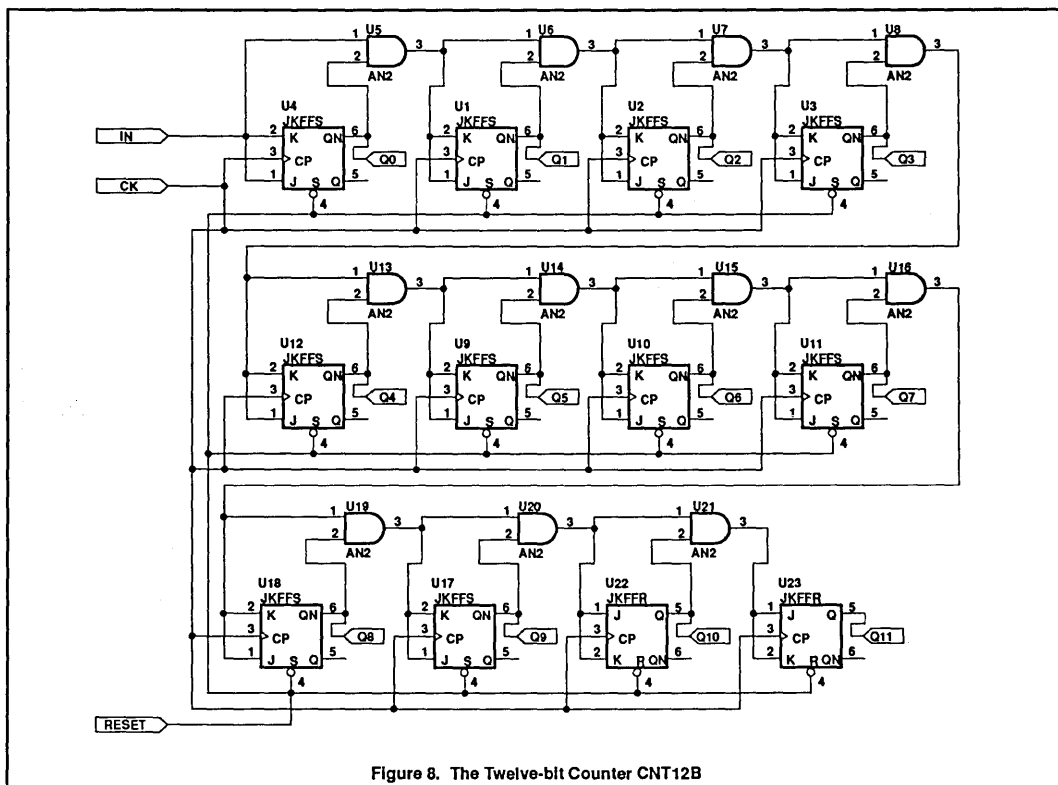 U5 U6 U7 U8
1 3 1 3 1 3 1 3
2 2 2 2
AN2 AN2 AN2 AN2
U4 U1 U2 U3
JKFFS JKFFS JKFFS JKFFS
IN
2 K QN 6 2 K QN 6 2 K QN 6 2 K QN 6
3 CP Q0 3 CP Q1 3 CP Q2 3 CP Q3
CK
1 J S Q 5 1 J S Q 5 1 J S Q 5 1 J S Q 5
4 4 4 4
U13 U14 U15 U16
1 3 1 3 1 3 1 3
2 2 2 2
AN2 AN2 AN2 AN2
U12 U9 U10 U11
JKFFS JKFFS JKFFS JKFFS
2 K QN 6 2 K QN 6 2 K QN 6 2 K QN 6
3 CP Q4 3 CP Q5 3 CP Q6 3 CP Q7
1 J S Q 5 1 J S Q 5 1 J S Q 5 1 J S Q 5
4 4 4 4
U19 U20 U21
1 3 1 3 1 3
2 2 2
AN2 AN2 AN2
U18 U17 U22 U23
JKFFS JKFFS JKFFR JKFFR
2 K QN 6 2 K QN 6 1 J Q 5 1 J Q 5
3 CP Q8 3 CP Q9 3 CP Q10 3 CP Q11
1 J S Q 5 1 J S Q 5 2 K R QN 6 2 K R QN 6
4 4 4 4
RESET
Figure 8. The Twelve-bit Counter CNT12B